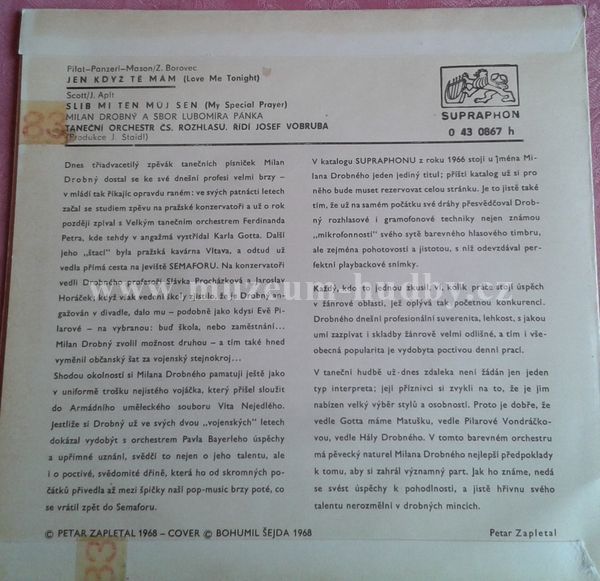 Pilat–Panzeri–Mason/Z. Borovec
JEN KDYŽ TĚ MÁM (Love Me Tonight)
Scott/J. Aplt
SLIB MI TEN MŮJ SEN (My Special Prayer)
MILAN DROBNÝ A SBOR LUBOMÍRA PÁNKA
TANEČNÍ ORCHESTR ČS. ROZHLASU. ŘÍDÍ JOSEF VOBRUBA
(Produkce J. Staidl)
83
SUPRAPHON
0 43 0867 h
Dnes třiadvacetiletý zpěvák tanečních písniček Milan
Drobný dostal se ke své dnešní profesi velmi brzy –
v mládí tak říkajíc opravdu raném: ve svých patnácti letech
začal se studiem zpěvu na pražské konzervatoři a už o rok
později zpíval s Velkým tanečním orchestrem Ferdinanda
Petra, kde tehdy v angažmá vystřídal Karla Gotta. Další
jeho „štací" byla pražská kavárna Vltava, a odtud už
vedla přímá cesta na jeviště SEMAFORU. Na konzervatoři
vedli Drobného profesoři Slávka Procházková a Jaroslav
Horáček, když však vedení školy zjistilo, že je Drobný an-
gažován v divadle, dalo mu – podobně jako kdysi Evě Pi-
larové – na vybranou: buď škola, nebo zaměstnání...
Milan Drobný zvolil možnost druhou – a tím také hned
vyměnil občanský šat za vojenský stejnokroj...
Shodou okolností si Milana Drobného pamatuji ještě jako
v uniformě trošku nejistého vojáčka, který přišel sloužit
do Armádního uměleckého souboru Víta Nejedlého.
Jestliže si Drobný už ve svých dvou „vojenských" letech
dokázal vydobýt s orchestrem Pavla Bayerleho úspěchy
a upřímné uznání, svědčí to nejen o jeho talentu, ale
i o poctivé, svědomité dřině, která ho od skromných po-
čátků přivedla až mezi špičky naší pop-music brzy poté, co
se vrátil zpět do Semaforu.
V katalogu SUPRAPHONU z roku 1966 stojí u jména Mi-
lana Drobného jeden jediný titul; příští katalog už si pro
něho bude muset rezervovat celou stránku. Je to jistě také
tím, že už na samém počátku své dráhy přesvědčoval Drob-
ný rozhlasové i gramofonové techniky nejen známou
„mikrofonností" svého sytě barevného hlasového timbru,
ale zejména pohotovostí a jistotou, s níž odevzdával per-
fektní playbackové snímky.
Každý, kdo to jednou zkusil, ví, kolik práce stojí úspěch
v žánrové oblasti, jež oplývá tak početnou konkurencí.
Drobného dnešní profesionální suverenita, lehkost, s jakou
umí zazpívat i skladby žánrově velmi odlišné, a tím i vše-
obecná popularita je vydobyta poctivou denní prací.
V taneční hudbě už dnes zdaleka není žádán jen jeden
typ interpreta; její příznivci si zvykli na to, že je jim
nabízen velký výběr stylů a osobností. Proto je dobře, že
vedle Gotta máme Matušku, vedle Pilarové Vondráčko-
vou, vedle Hály Drobného. V tomto barevném orchestru
má pěvecký naturel Milana Drobného nejlepší předpoklady
k tomu, aby si zahrál významný part. Jak ho známe, nedá
se svést úspěchy k pohodlnosti, a jistě hřivnu svého
talentu nerozmění v drobných mincích.
© PETAR ZAPLETAL 1968 – COVER © BOHUMIL ŠEJDA 1968
Petar Zapletal
83
www.muzeum-hudby.cz